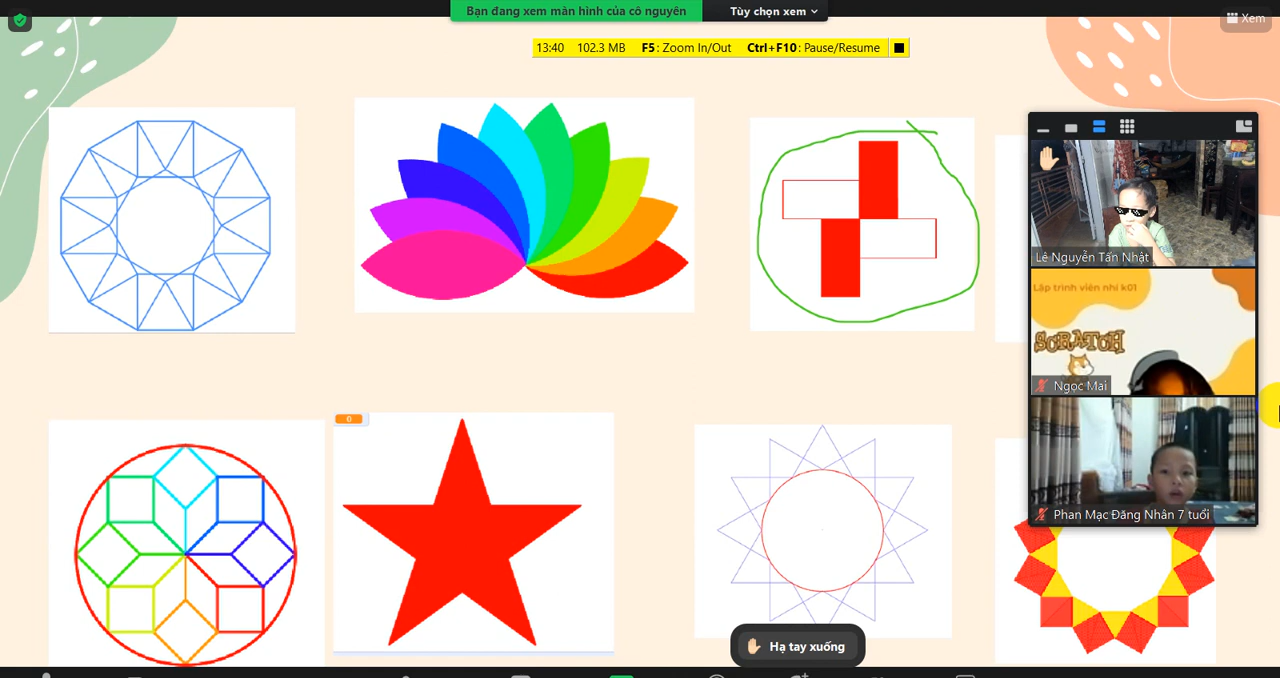 Bạn đang xem màn hình của cô nguyên
Tùy chọn xem
Xem
13:40 102.3 MB F5: Zoom In/Out Ctrl+F10: Pause/Resume
Lê Nguyễn Tấn Nhật
Lập trình viên nhí k01
SCRATCH
Ngọc Mai
0
Phan Mạc Đăng Nhân 7 tuổi
Hạ tay xuống